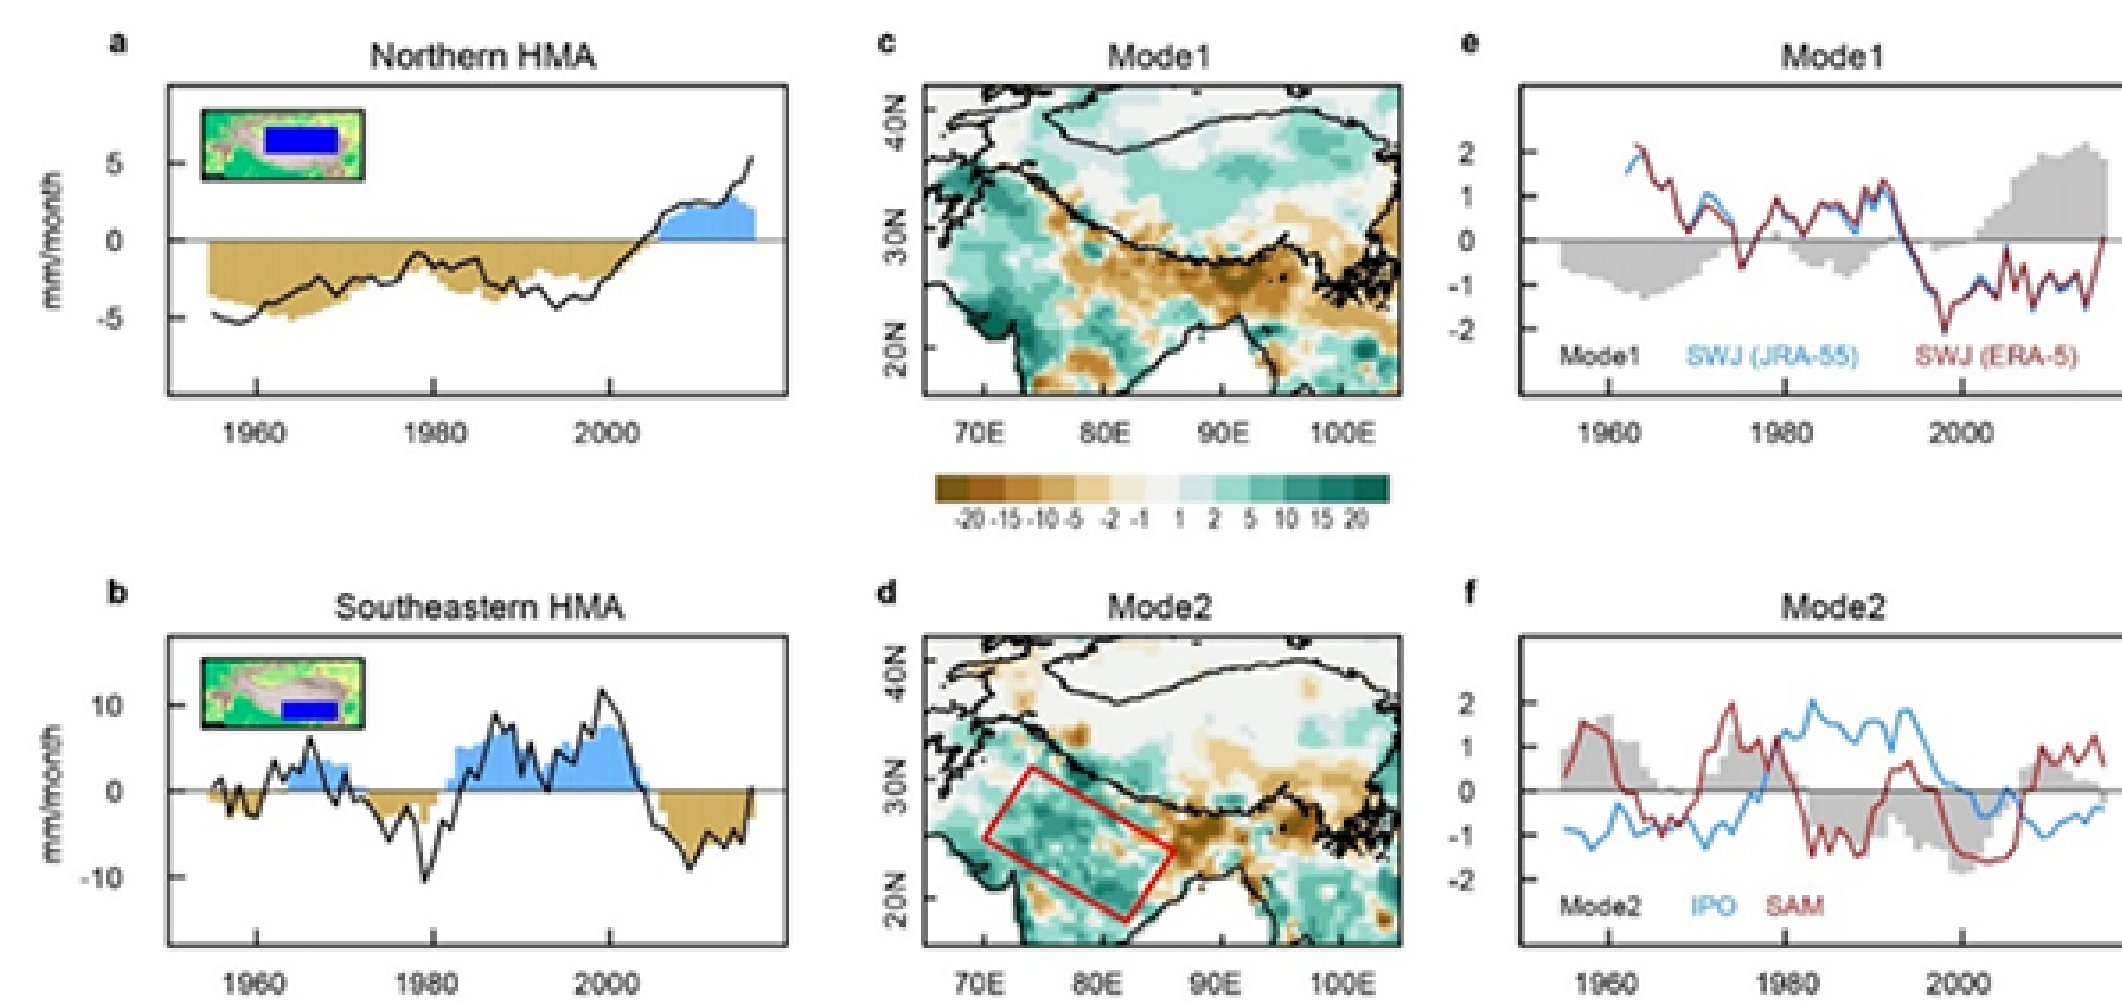 a
Northern HMA
mm/month
5
0
-5
1960 1980 2000
c
Mode1
40N
30N
20N
70E 80E 90E 100E
-20 -15 -10 -5 -2 -1 1 2 5 10 15 20
e
Mode1
2
1
0
-1
-2
Mode1 SWJ (JRA-55) SWJ (ERA-5)
1960 1980 2000
b
Southeastern HMA
mm/month
10
0
-10
1960 1980 2000
d
Mode2
40N
30N
20N
70E 80E 90E 100E
f
Mode2
2
1
0
-1
-2
Mode2 IPO SAM
1960 1980 2000